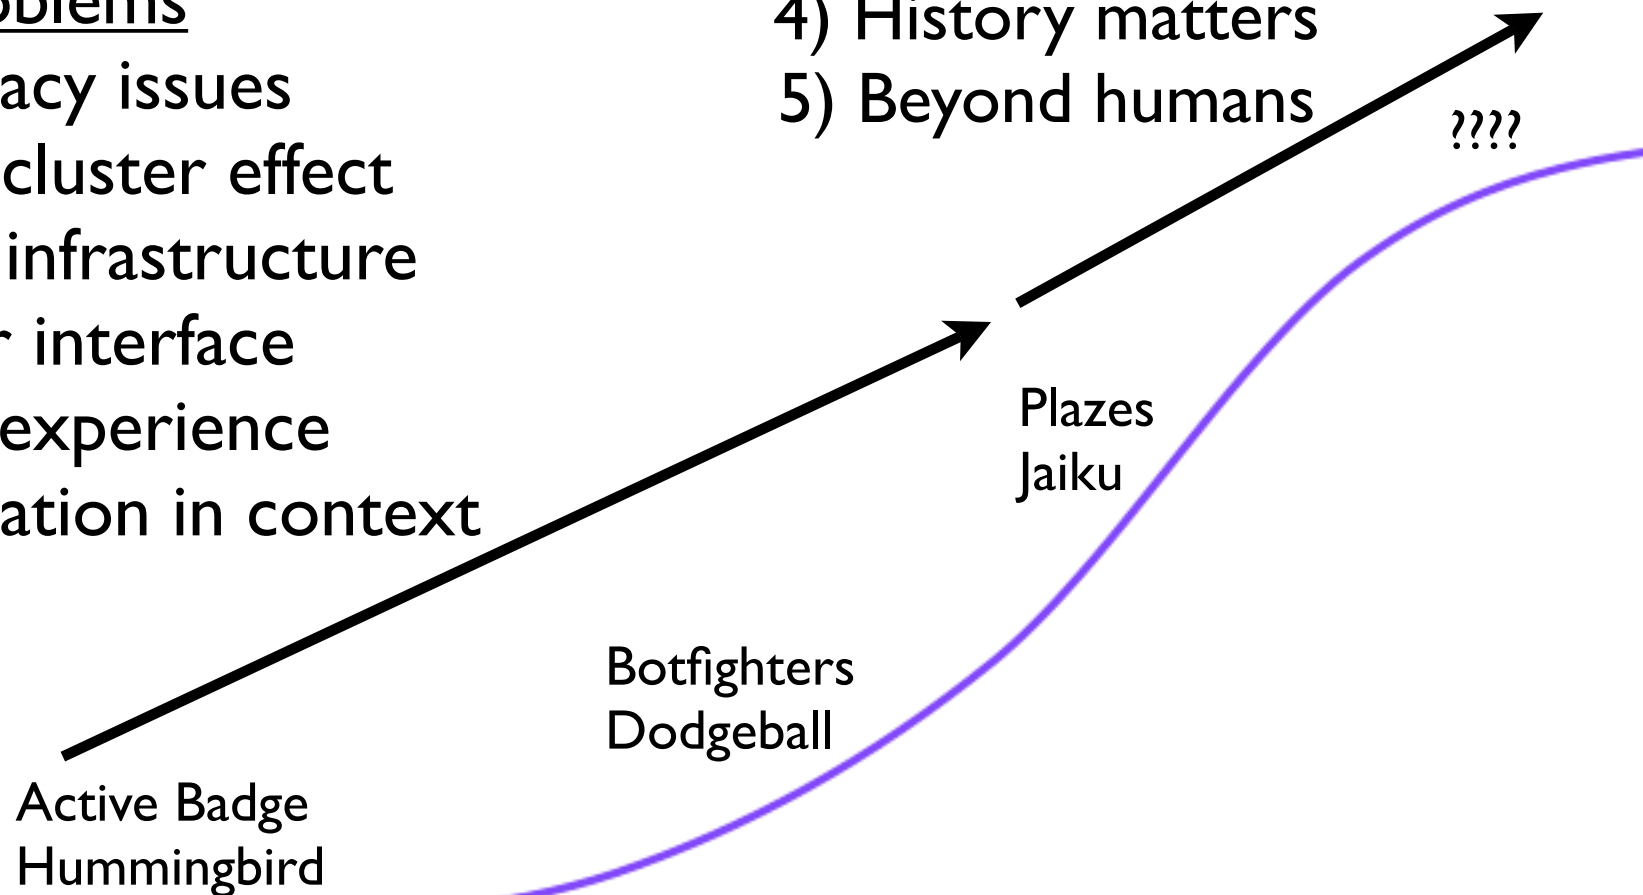 oblems
acy issues
cluster effect
infrastructure
r interface
experience
ation in context
4) History matters
5) Beyond humans
????
Plazes
Jaiku
Botfighters
Dodgeball
Active Badge
Hummingbird